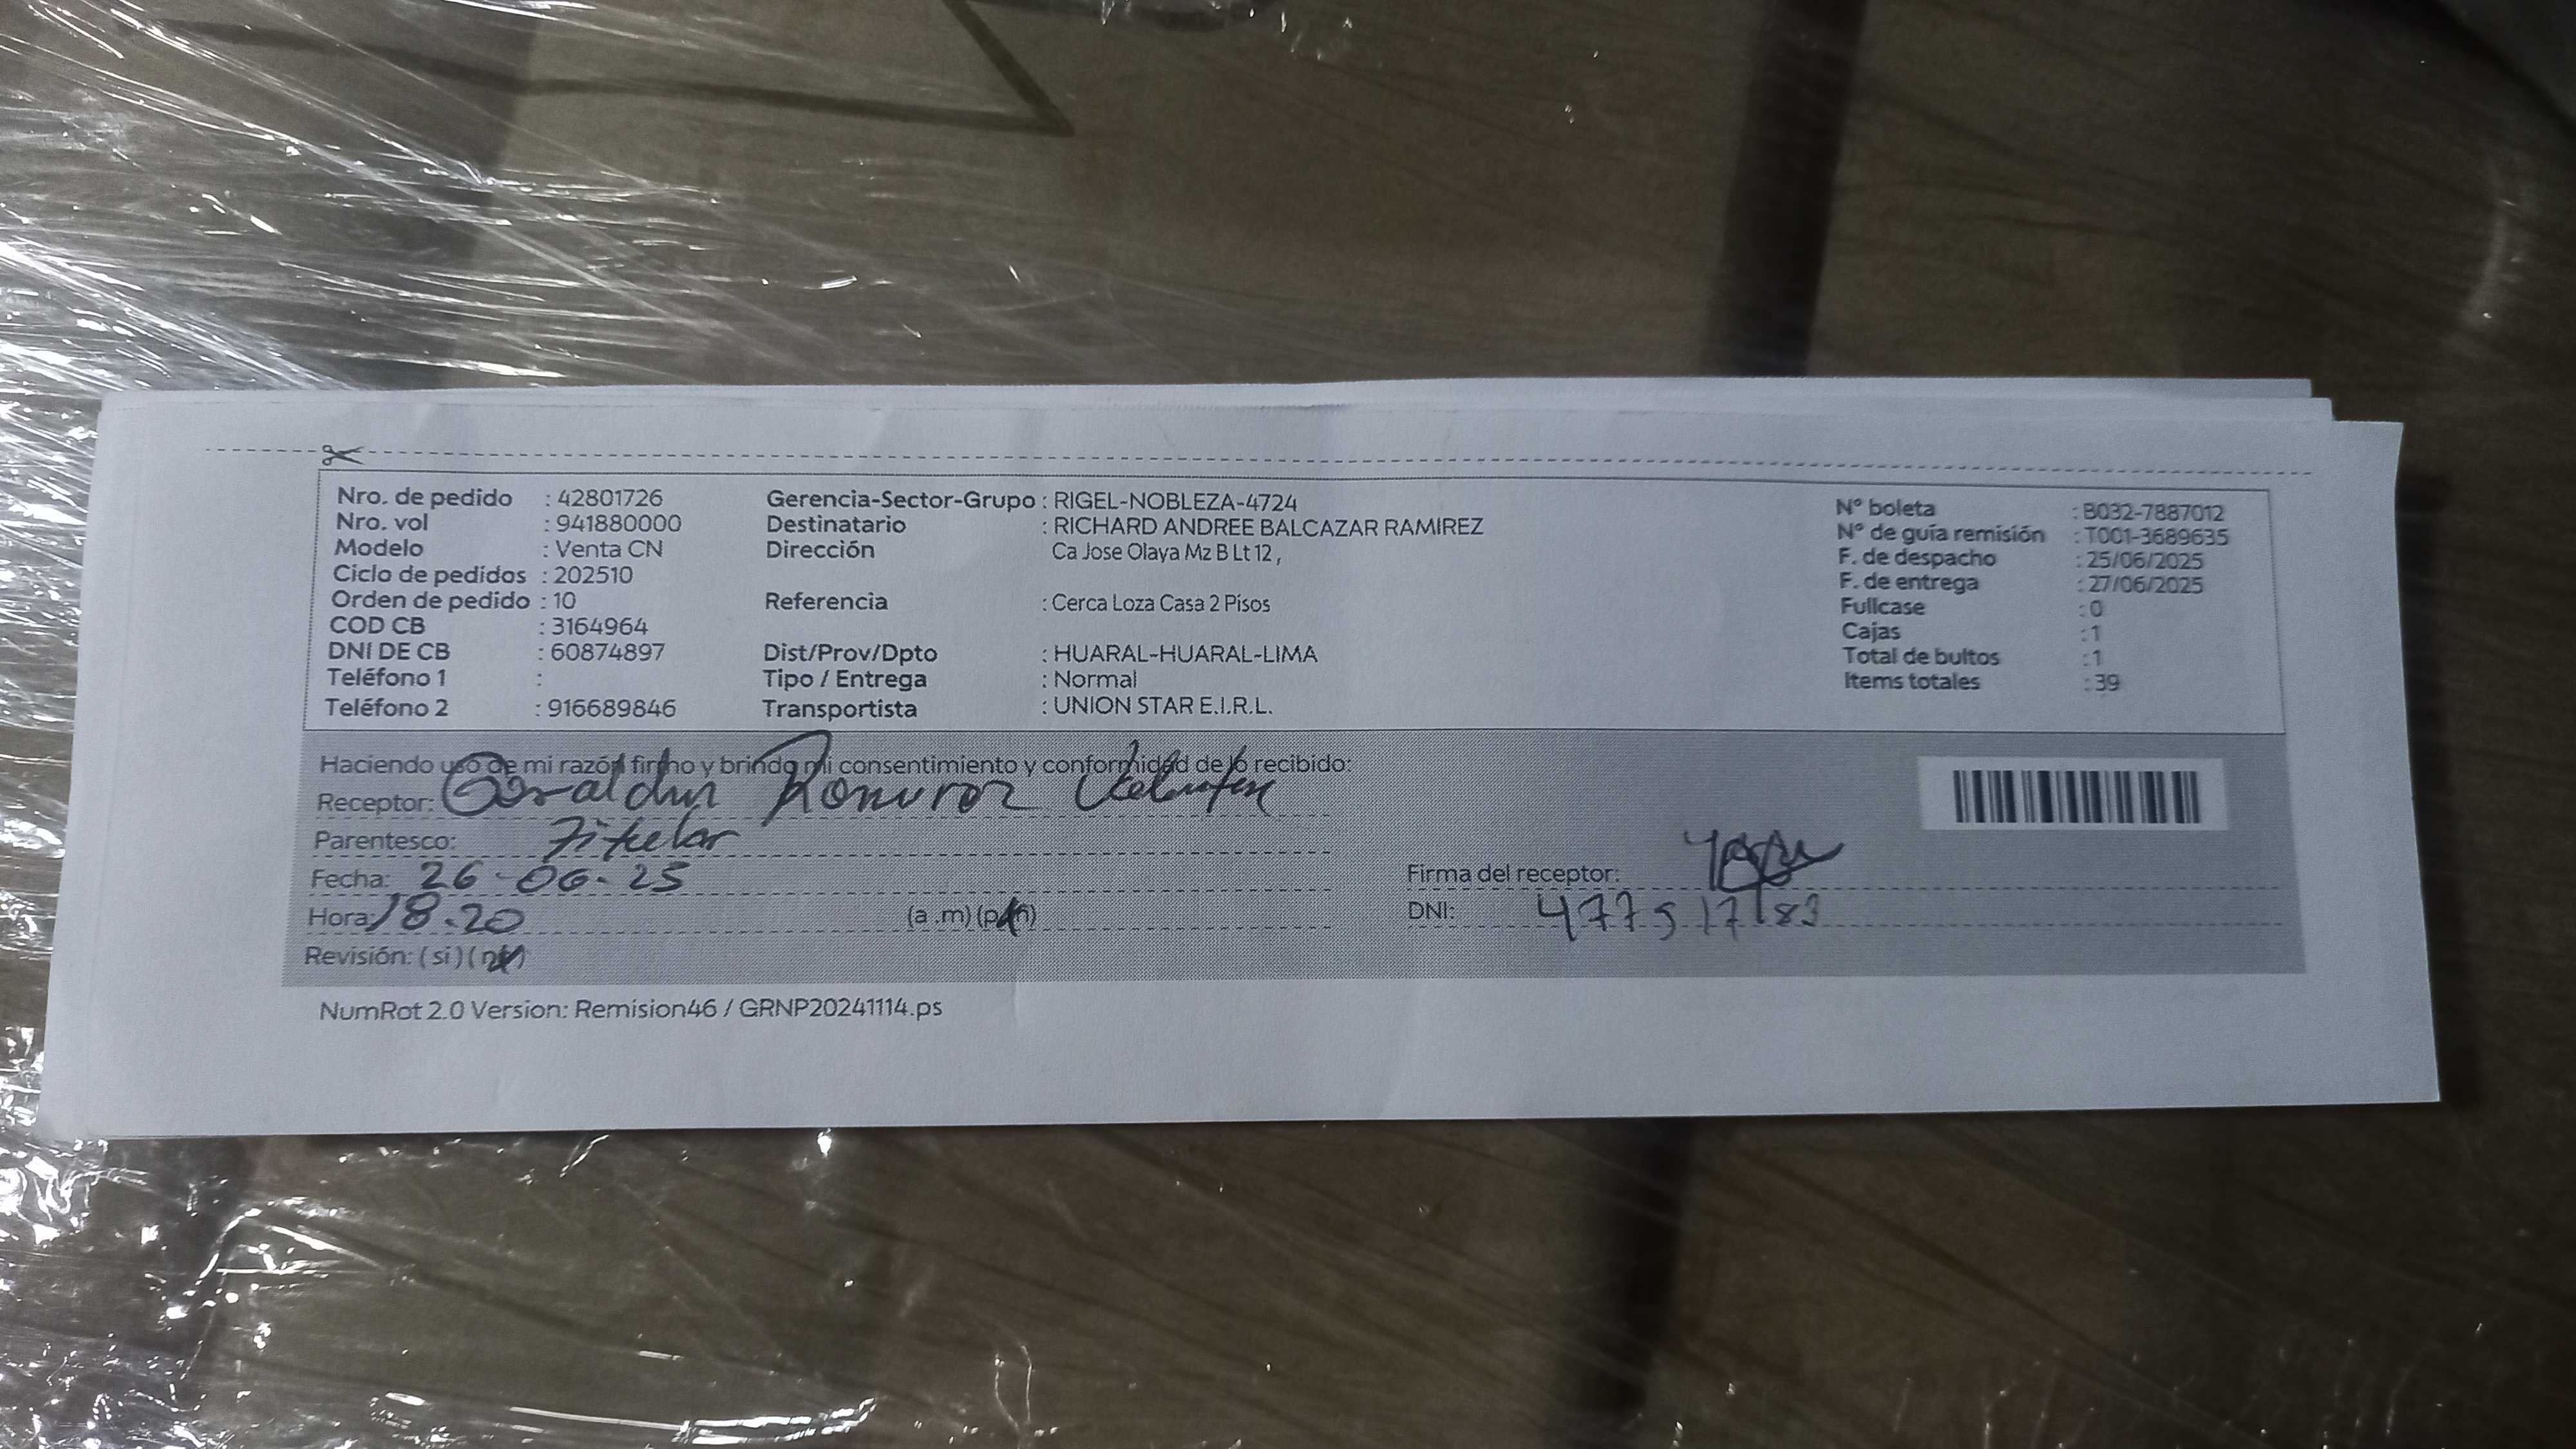 Nro. de pedido : 42801726
Nro. vol : 941880000
Modelo : Venta CN
Ciclo de pedidos : 202510
Orden de pedido : 10
COD CB : 3164964
DNI DE CB : 60874897
Teléfono 1 :
Teléfono 2 : 916689846
Gerencia-Sector-Grupo : RIGEL-NOBLEZA-4724
Destinatario : RICHARD ANDREE BALCAZAR RAMIREZ
Dirección Ca Jose Olaya Mz B Lt 12 ,
Referencia : Cerca Loza Casa 2 Pisos
Dist/Prov/Dpto : HUARAL-HUARAL-LIMA
Tipo / Entrega : Normal
Transportista : UNION STAR E.I.R.L.
Nº boleta : B032-7887012
Nº de guía remisión : T001-3689635
F. de despacho : 25/06/2025
F. de entrega : 27/06/2025
Fullcase : 0
Cajas : 1
Total de bultos : 1
Items totales : 39
Haciendo uso de mi razón firmo y brindo mi consentimiento y conformidad de lo recibido:
Receptor:
Parentesco: Titular
Fecha: 26-06-25
Hora: 18.20 (a .m) (p.m)
Revisión: ( si ) ( no )
Firma del receptor:
DNI:
NumRot 2.0 Version: Remision46 / GRNP20241114.ps